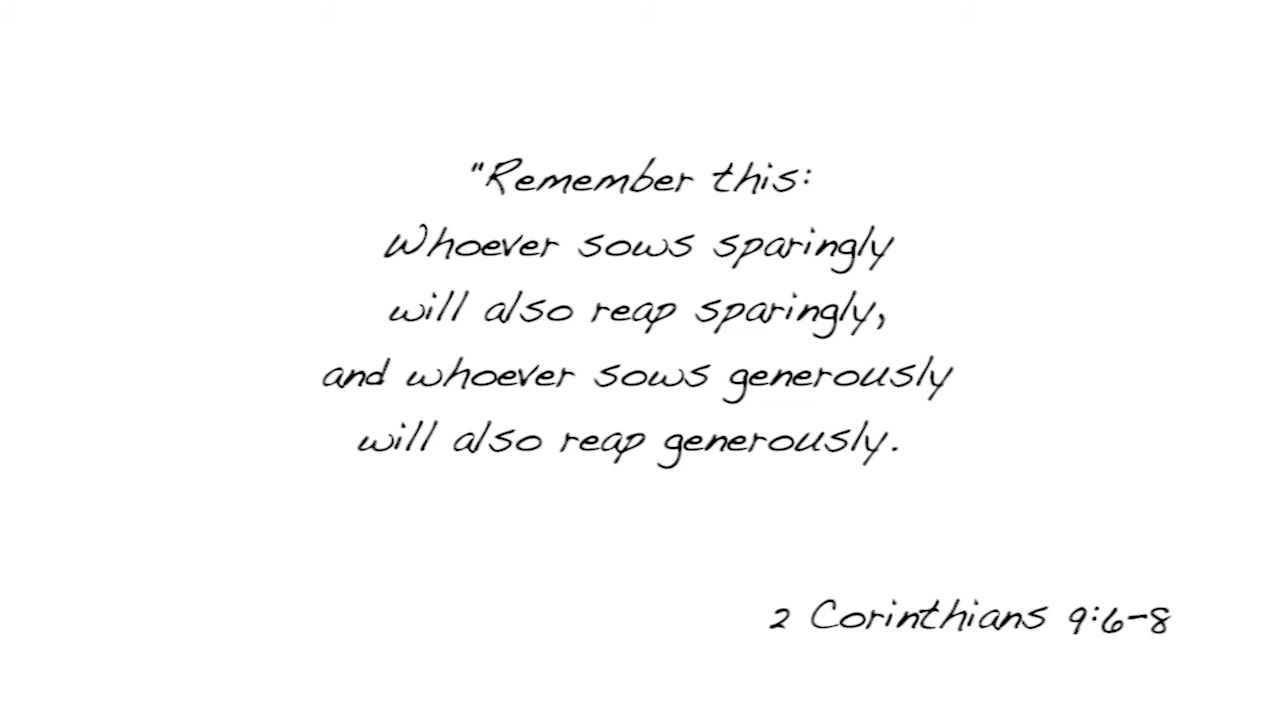 "Remember this:
Whoever sows sparingly
will also reap sparingly,
and whoever sows generously
will also reap generously.
2 Corinthians 9:6-8